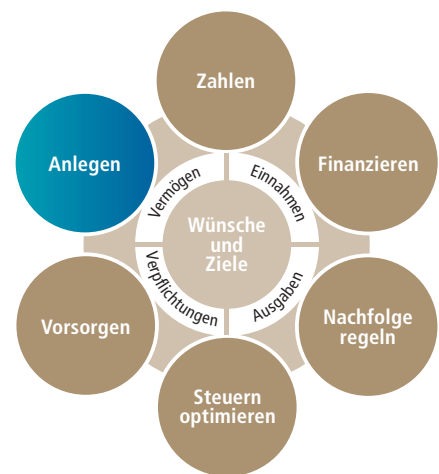 Zahlen
Anlegen
Finanzieren
Vermögen
Einnahmen
Wünsche
und
Ziele
Verpflichtungen
Ausgaben
Vorsorgen
Nachfolge
regeln
Steuern
optimieren